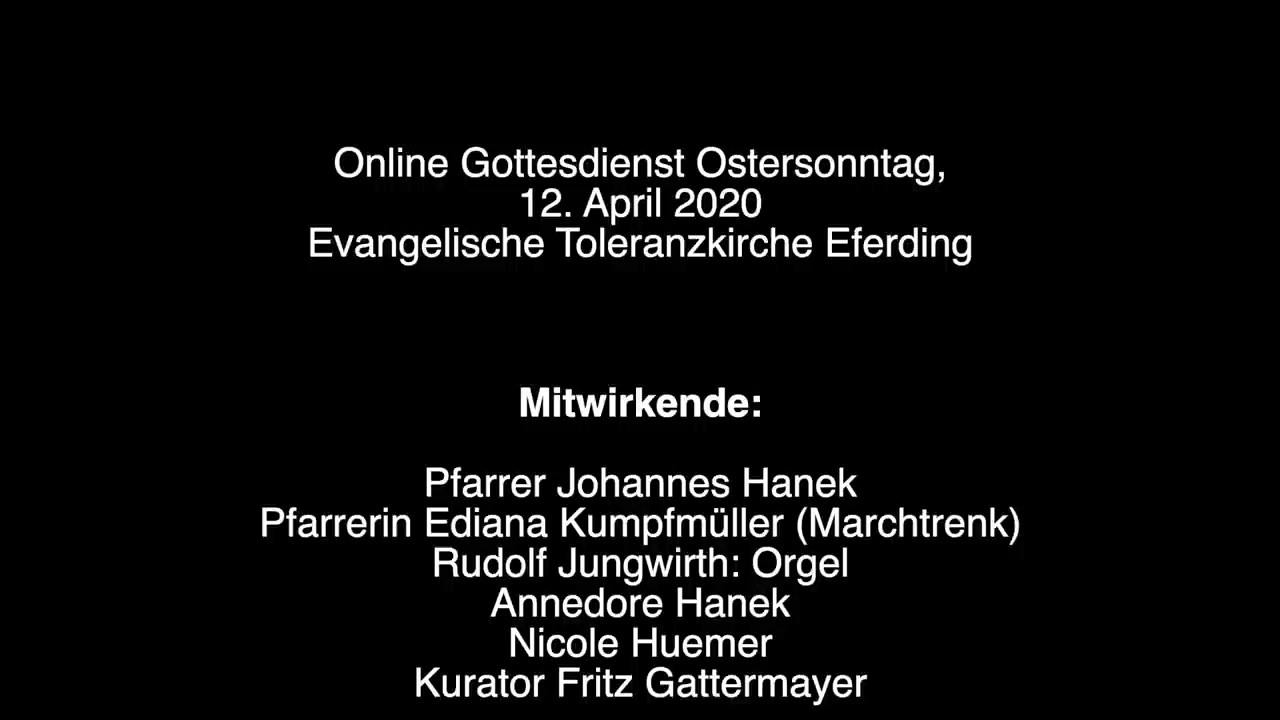 Online Gottesdienst Ostersonntag,
12. April 2020
Evangelische Toleranzkirche Eferding
Mitwirkende:
Pfarrer Johannes Hanek
Pfarrerin Ediana Kumpfmüller (Marchtrenk)
Rudolf Jungwirth: Orgel
Annedore Hanek
Nicole Huemer
Kurator Fritz Gattermayer